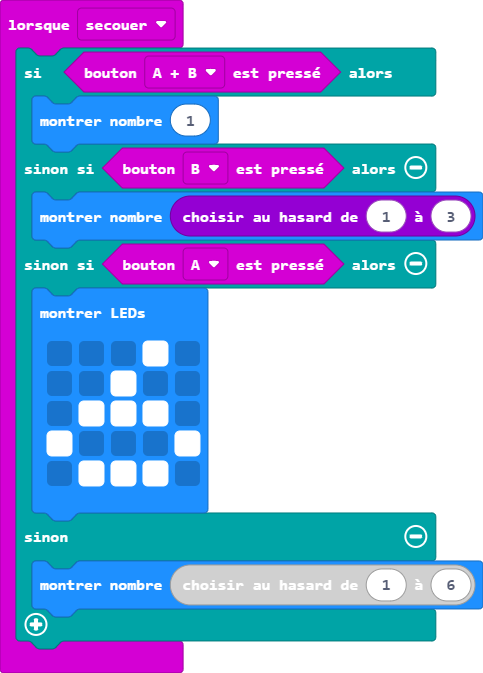 lorsque secouer
si bouton A + B est pressé alors
montrer nombre 1
sinon si bouton B est pressé alors
montrer nombre choisir au hasard de 1 à 3
sinon si bouton A est pressé alors
montrer LEDs
sinon
montrer nombre choisir au hasard de 1 à 6